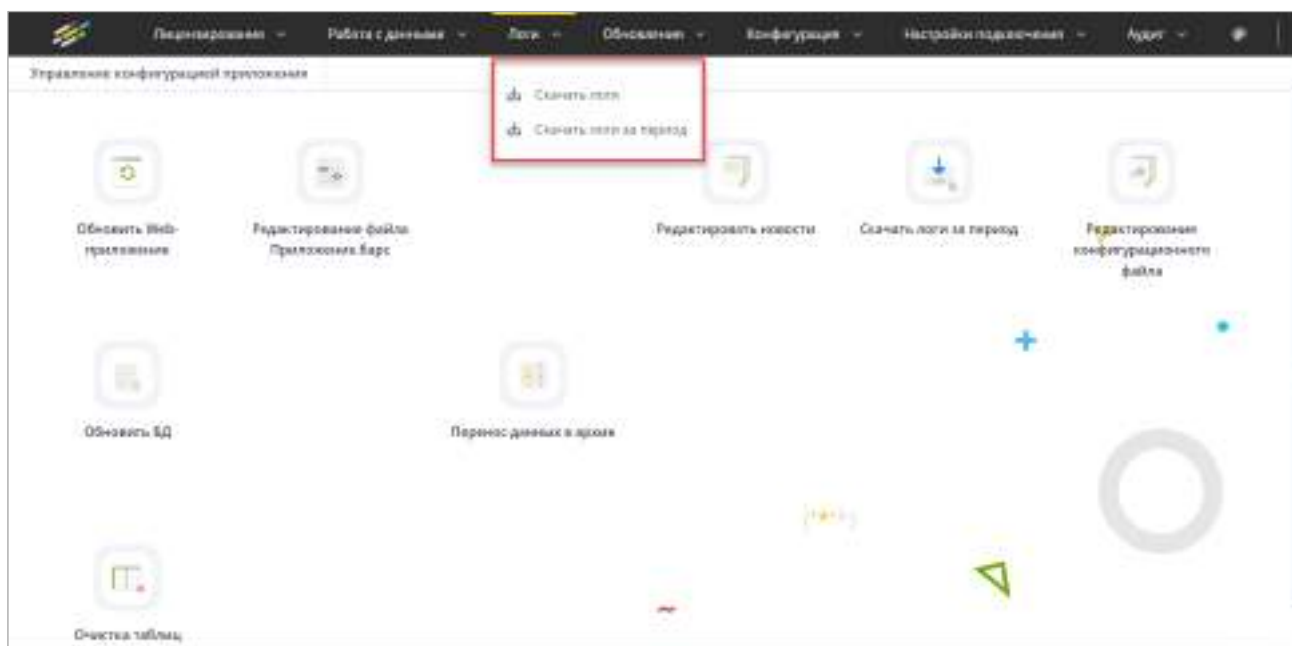 Лицензирование
Работа с данными
Логи
Обновление
Конфигурация
Настройки подключения
Аудит
Управление конфигурацией приложения
Скачать логи
Скачать логи за период
Обновить Web-
приложение
Редактирование файла
Приложения.барс
Редактировать новости
Скачать логи за период
Редактирование
конфигурационного
файла
Обновить БД
Перенос данных в архив
Очистка таблиц